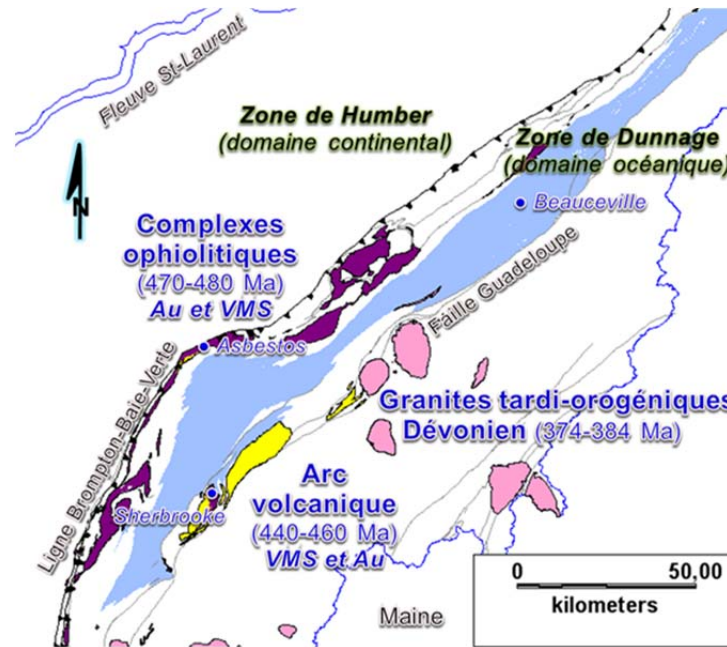 Fleuve St-Laurent
Zone de Humber
(domaine continental)
Zone de Dunnage
(domaine océanique)
N
Beauceville
Complexes
ophiolitiques
(470-480 Ma)
Au et VMS
Faille Guadeloupe
Asbestos
Ligne Brompton-Baie-Verte
Granites tardi-orogéniques
Dévonien (374-384 Ma)
Arc
volcanique
(440-460 Ma)
VMS et Au
Sherbrooke
0 50,00
kilometers
Maine